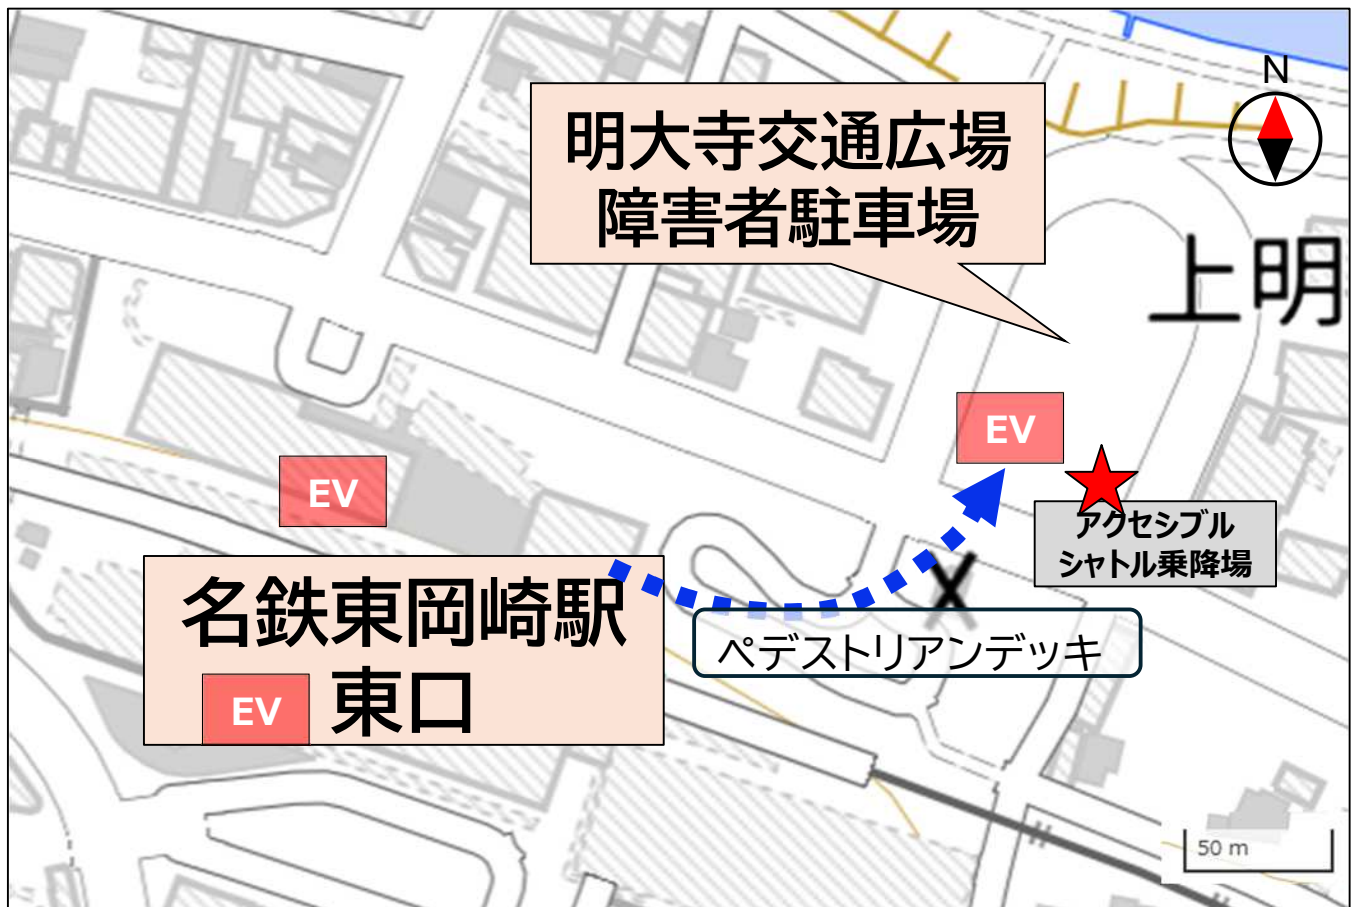 N
明大寺交通広場
障害者駐車場
上明
EV
EV
アクセシブル
シャトル乗降場
名鉄東岡崎駅
東口
EV
ペデストリアンデッキ
50 m